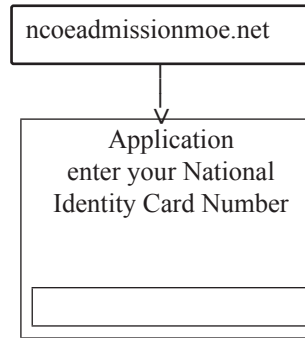 ncoeadmissionmoe.net
Application
enter your National
Identity Card Number